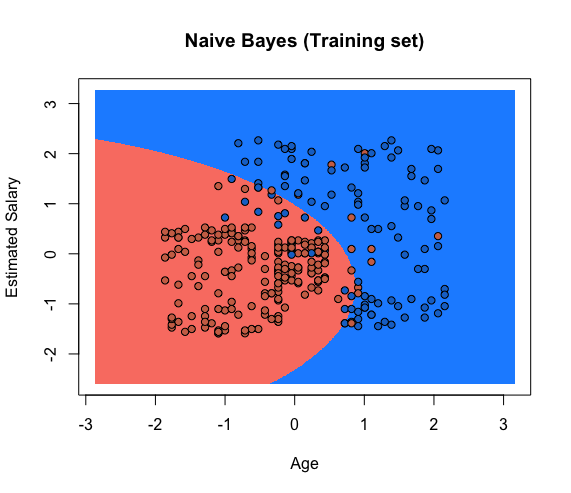 Naive Bayes (Training set)
Estimated Salary
3
2
1
0
-1
-2
-3 -2 -1 0 1 2 3
Age